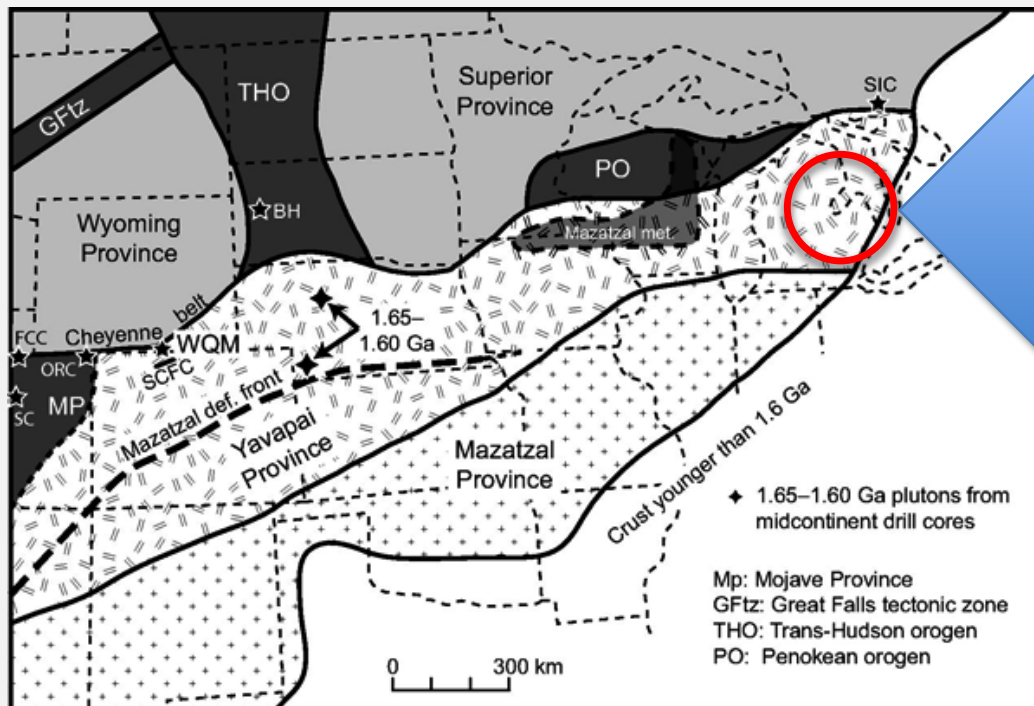 GFtz
THO
Superior
Province
SIC
PO
BH
Wyoming
Province
Mazatzal met.
belt
Cheyenne
1.65–
1.60 Ga
FCC
ORC
WQM
SCFC
SC
MP
Mazatzal def. front
Yavapai
Province
Mazatzal
Province
Crust younger than 1.6 Ga
1.65–1.60 Ga plutons from
midcontinent drill cores
Mp: Mojave Province
GFtz: Great Falls tectonic zone
THO: Trans-Hudson orogen
PO: Penokean orogen
0 300 km